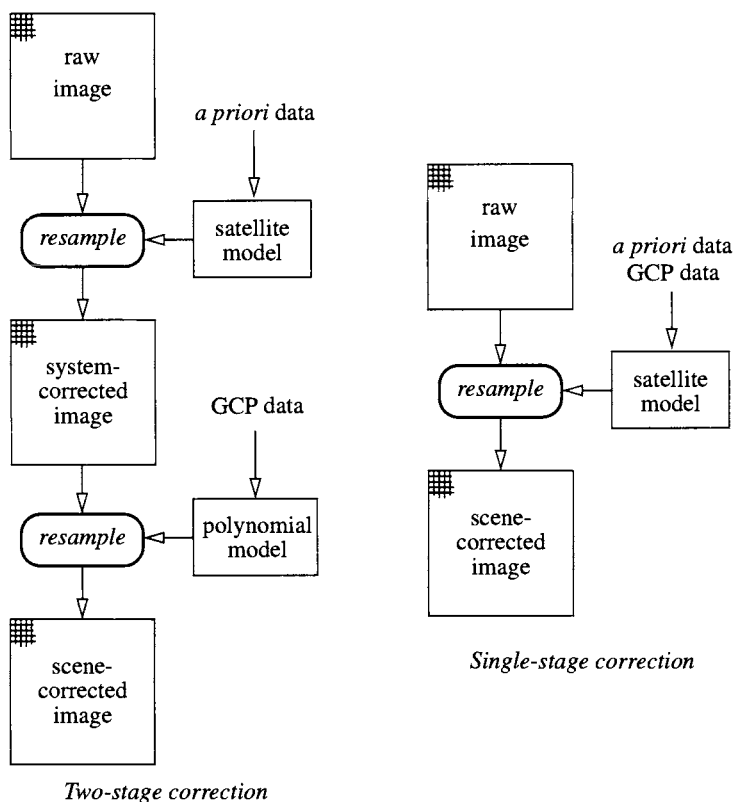 raw
image
a priori data
resample
satellite
model
system-
corrected
image
GCP data
resample
polynomial
model
scene-
corrected
image
Two-stage correction
raw
image
a priori data
GCP data
resample
satellite
model
scene-
corrected
image
Single-stage correction